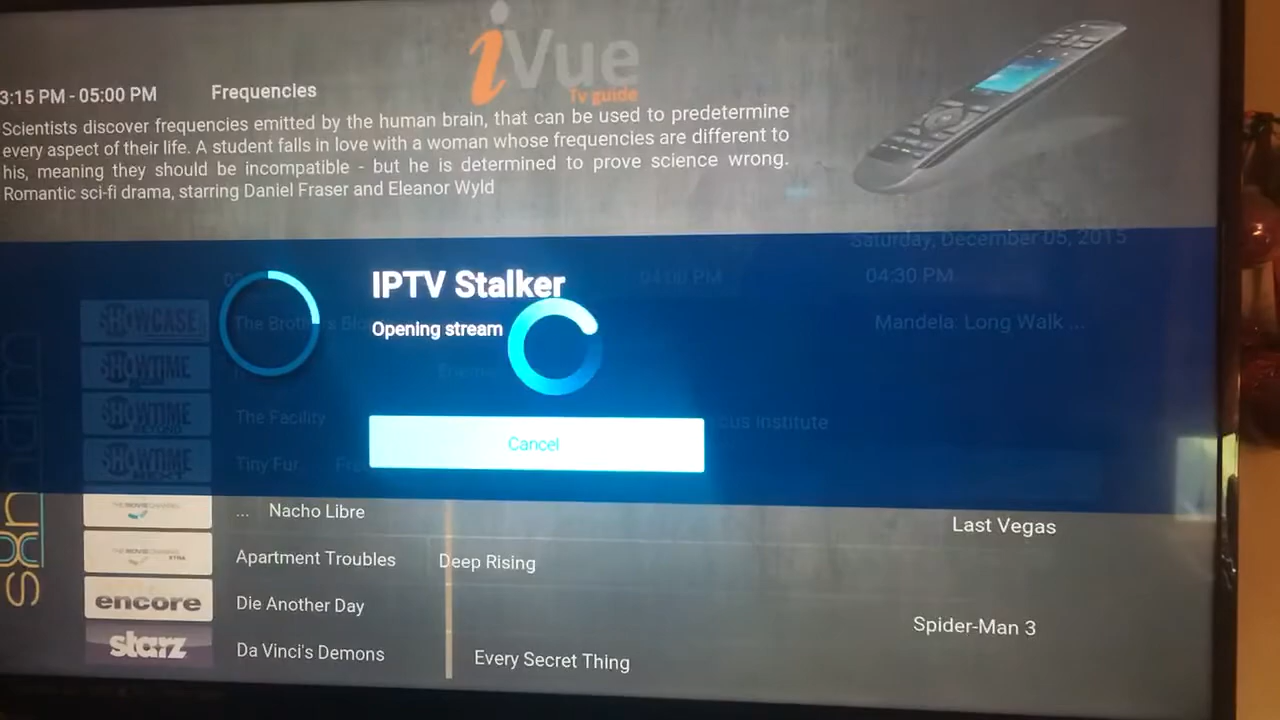 iVue
Tv guide
3:15 PM - 05:00 PM Frequencies
Scientists discover frequencies emitted by the human brain, that can be used to predetermine
every aspect of their life. A student falls in love with a woman whose frequencies are different to
his, meaning they should be incompatible - but he is determined to prove science wrong.
Romantic sci-fi drama, starring Daniel Fraser and Eleanor Wyld
Saturday, December 05, 2015
04:00 PM 04:30 PM
IPTV Stalker
Opening stream
Cancel
SHOWCASE The Broth
Mandela: Long Walk ...
SHOWTIME
SHOWTIME BEYOND The Facility cus Institute
SHOWTIME NEXT Tiny Fur
... Nacho Libre Last Vegas
Apartment Troubles Deep Rising
encore Die Another Day
Spider-Man 3
starz Da Vinci's Demons Every Secret Thing